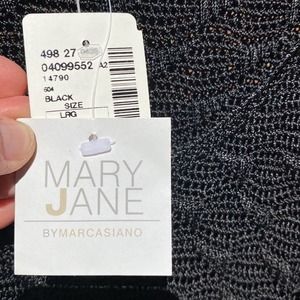 498 27
04099552 A2
14790
504
BLACK
SIZE
LRG
MARY
JANE
BYMARCASIANO